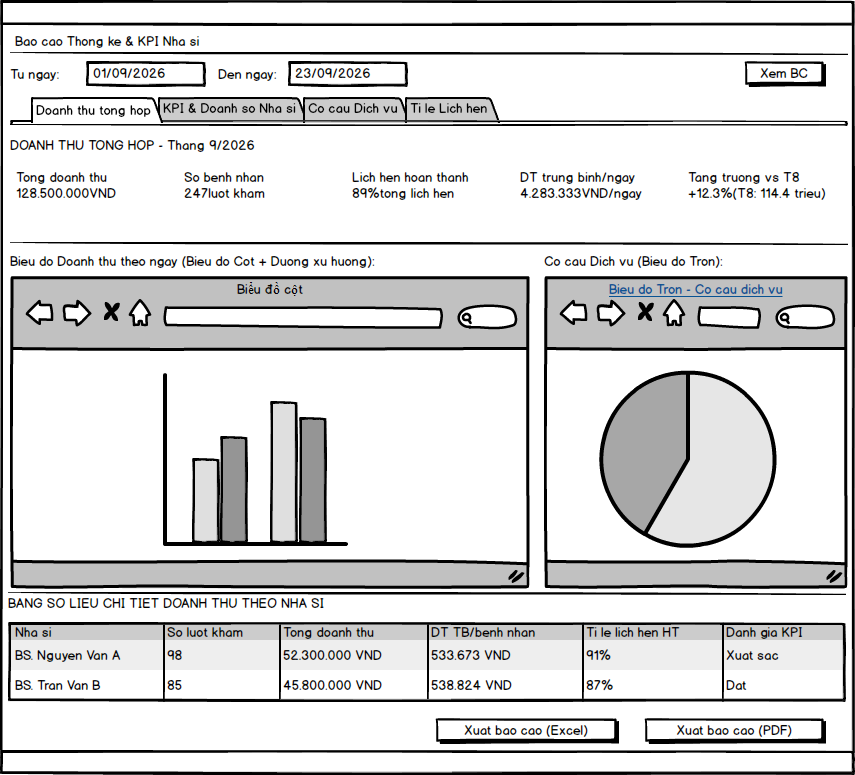 Bao cao Thong ke & KPI Nha si
Tu ngay: 01/09/2026 Den ngay: 23/09/2026 Xem BC
Doanh thu tong hop KPI & Doanh so Nha si Co cau Dich vu Ti le Lich hen
DOANH THU TONG HOP - Thang 9/2026
Tong doanh thu So benh nhan Lich hen hoan thanh DT trung binh/ngay Tang truong vs T8
128.500.000VND 247luot kham 89%tong lich hen 4.283.333VND/ngay +12.3%(T8: 114.4 trieu)
Bieu do Doanh thu theo ngay (Bieu do Cot + Duong xu huong): Co cau Dich vu (Bieu do Tron):
Biểu đồ cột Bieu do Tron - Co cau dich vu
BANG SO LIEU CHI TIET DOANH THU THEO NHA SI
Nha si So luot kham Tong doanh thu DT TB/benh nhan Ti le lich hen HT Danh gia KPI
BS. Nguyen Van A 98 52.300.000 VND 533.673 VND 91% Xuat sac
BS. Tran Van B 85 45.800.000 VND 538.824 VND 87% Dat
Xuat bao cao (Excel) Xuat bao cao (PDF)